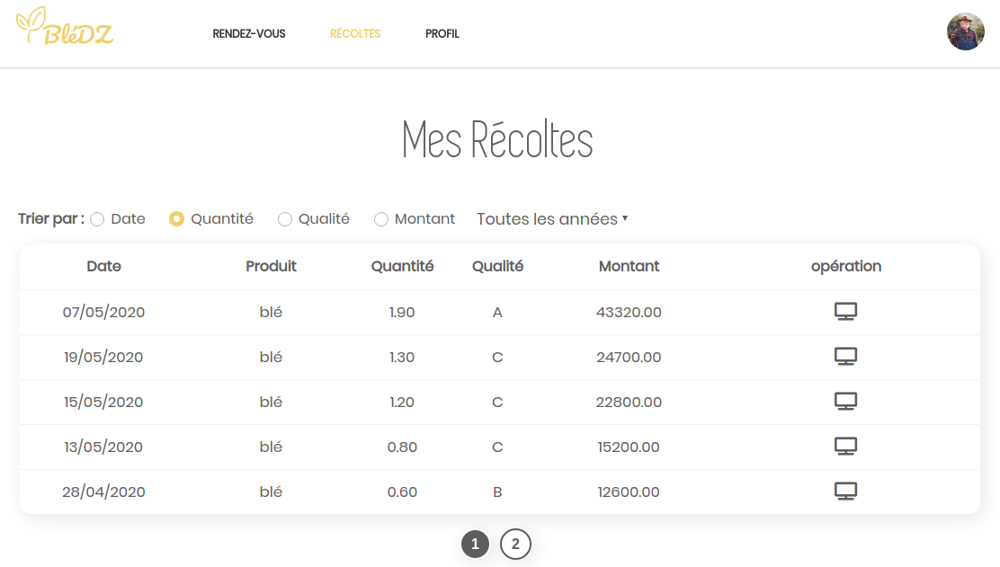 BléDZ
RENDEZ-VOUS RÉCOLTES PROFIL
Mes Récoltes
Trier par : Date Quantité Qualité Montant Toutes les années
Date Produit Quantité Qualité Montant opération
07/05/2020 blé 1.90 A 43320.00
19/05/2020 blé 1.30 C 24700.00
15/05/2020 blé 1.20 C 22800.00
13/05/2020 blé 0.80 C 15200.00
28/04/2020 blé 0.60 B 12600.00
1 2